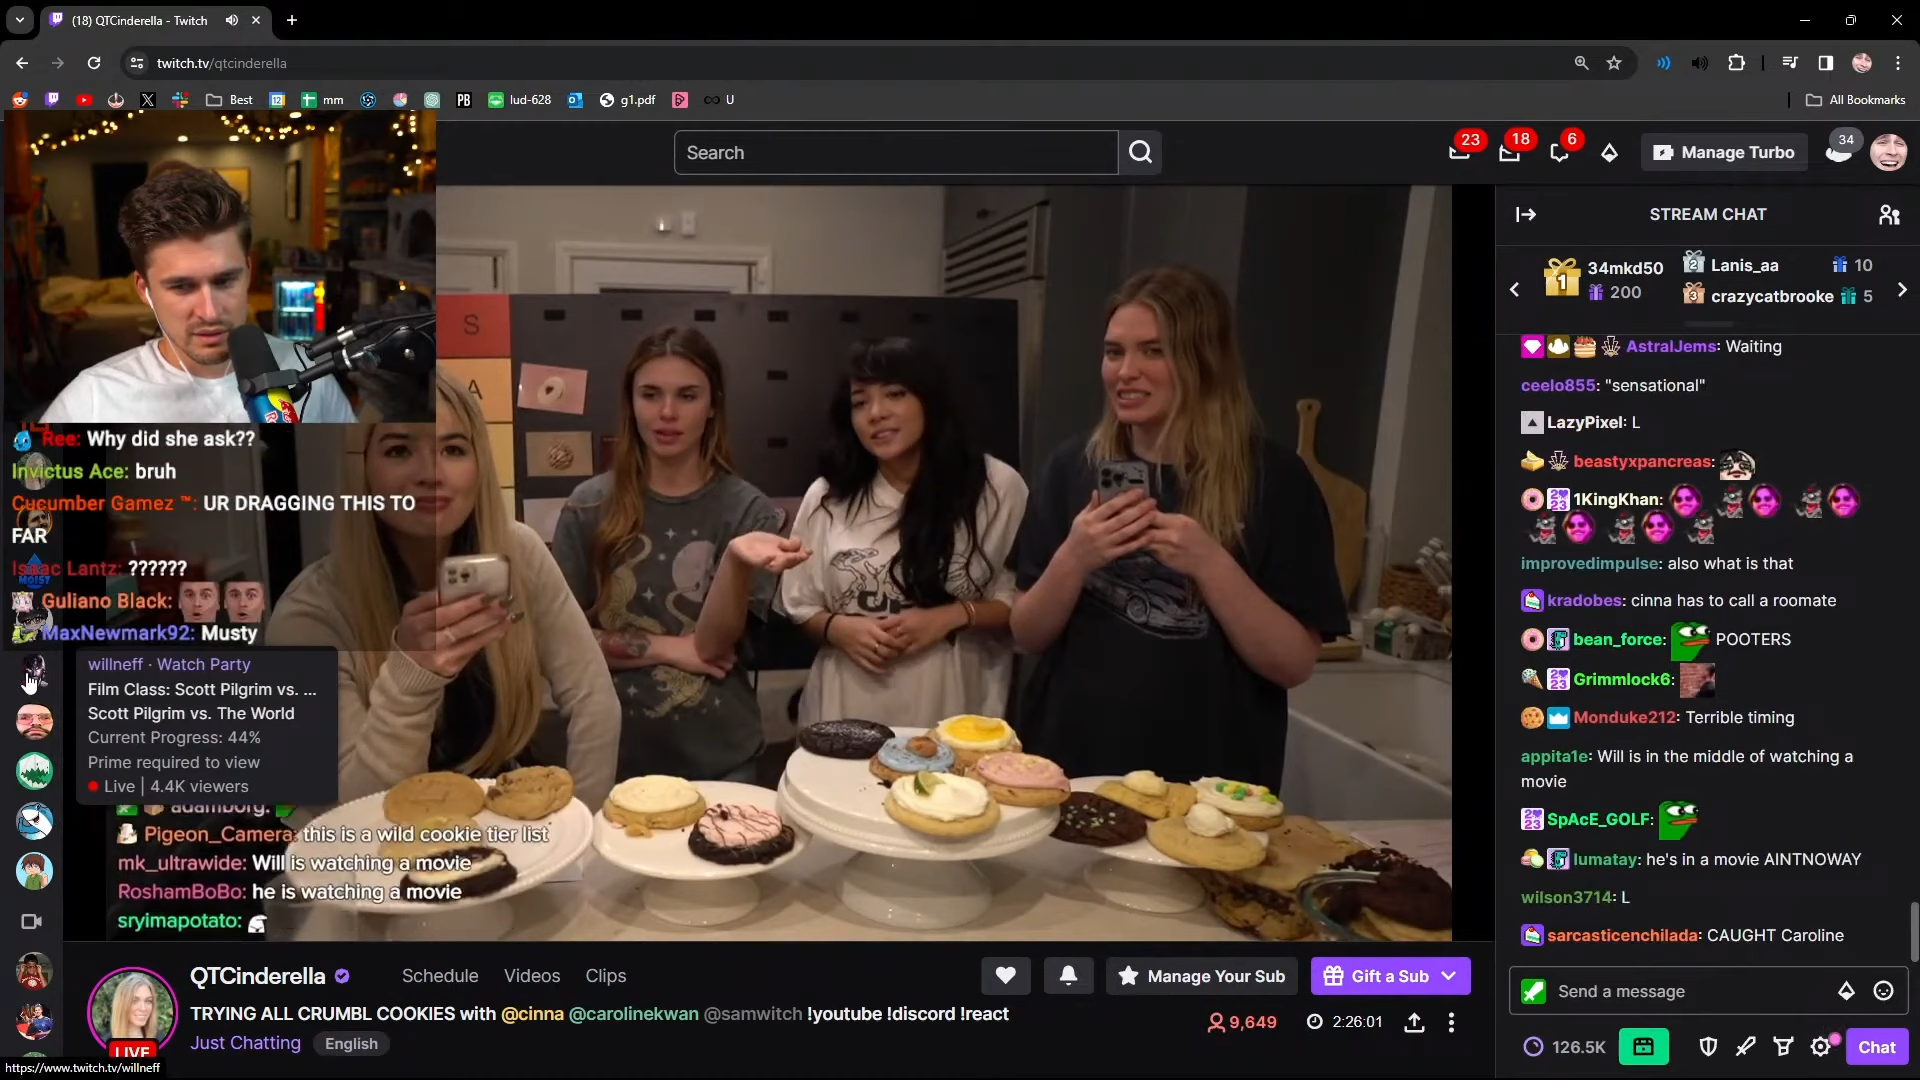 (18) QTCinderella - Twitch
twitch.tv/qtcinderella
Best
12
mm
PB
lud-628
g1.pdf
U
All Bookmarks
Search
23
18
6
Manage Turbo
34
STREAM CHAT
1
34mkd50
200
2
Lanis_aa
10
3
crazycatbrooke
5
AstralJems: Waiting
ceelo855: "sensational"
LazyPixel: L
beastyxpancreas:
1KingKhan:
improvedimpulse: also what is that
kradobes: cinna has to call a roomate
bean_force: POOTERS
Grimmlock6:
Monduke212: Terrible timing
appita1e: Will is in the middle of watching a
movie
SpAcE_GOLF:
lumatay: he's in a movie AINTNOWAY
wilson3714: L
sarcasticenchilada: CAUGHT Caroline
Send a message
126.5K
Chat
S
A
Ree: Why did she ask??
Invictus Ace: bruh
Cucumber Gamez ™: UR DRAGGING THIS TO
FAR
Isaac Lantz: ??????
MOIST
Guliano Black:
MaxNewmark92: Musty
willneff · Watch Party
Film Class: Scott Pilgrim vs. ...
Scott Pilgrim vs. The World
Current Progress: 44%
Prime required to view
Live | 4.4K viewers
adamborg:
Pigeon_Camera: this is a wild cookie tier list
mk_ultrawide: Will is watching a movie
RoshamBoBo: he is watching a movie
sryimapotato:
QTCinderella
Schedule
Videos
Clips
Manage Your Sub
Gift a Sub
TRYING ALL CRUMBL COOKIES with @cinna @carolinekwan @samwitch !youtube !discord !react
9,649
2:26:01
Just Chatting
English
LIVE
https://www.twitch.tv/willneff